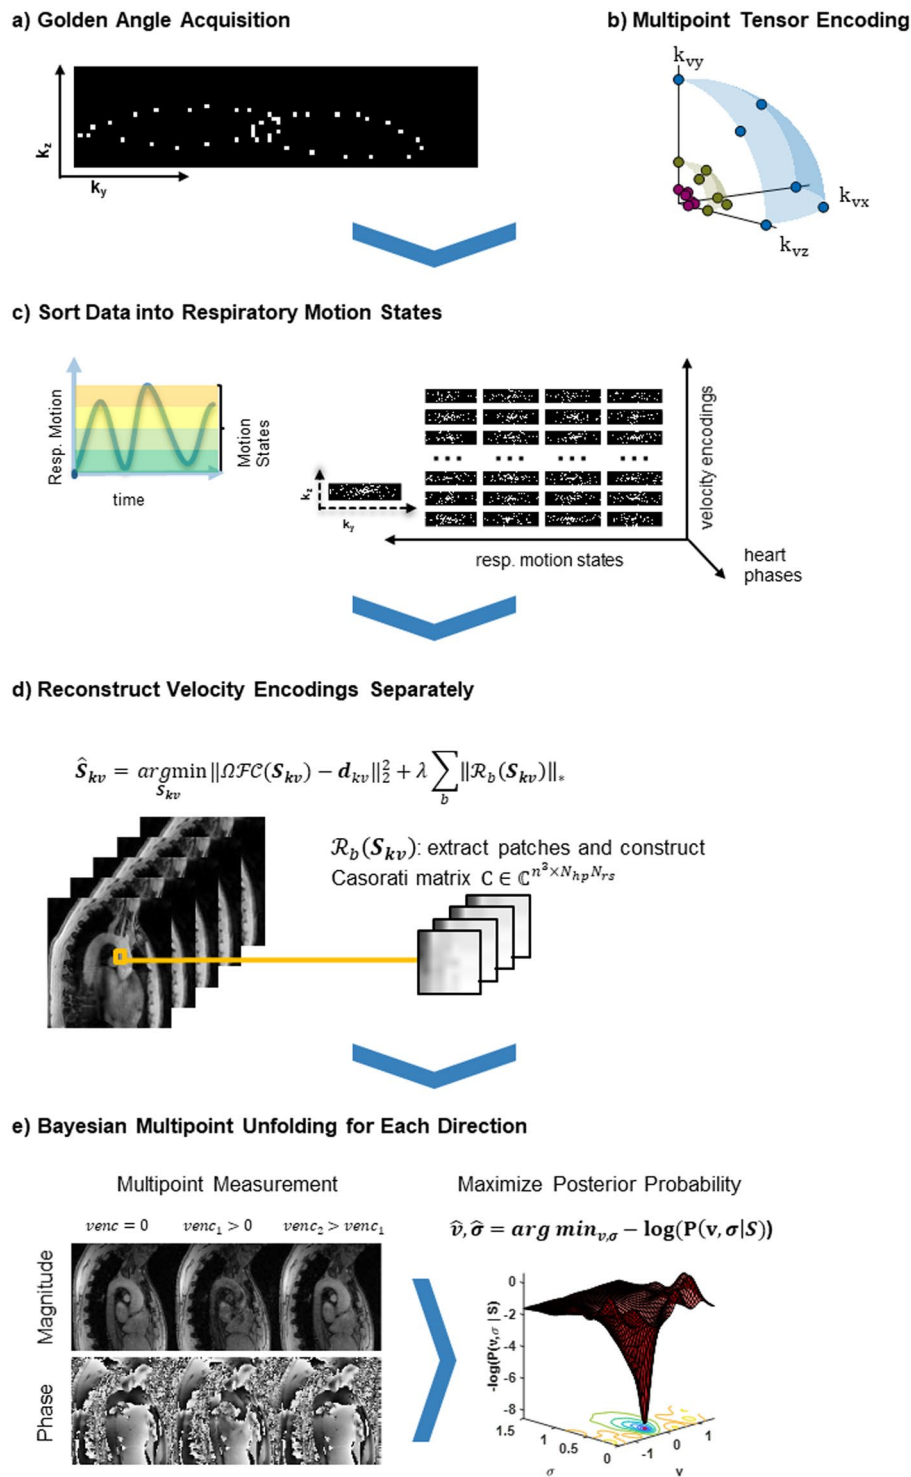 a) Golden Angle Acquisition
b) Multipoint Tensor Encoding
k_z
k_y
k_vy
k_vx
k_vz
c) Sort Data into Respiratory Motion States
Resp. Motion
time
Motion
States
k_z
k_y
velocity encodings
resp. motion states
heart
phases
d) Reconstruct Velocity Encodings Separately
Ŝ_kv = argmin ‖ΩℱC(S_kv) − d_kv‖₂² + λ ∑ ‖ℛ_b(S_kv)‖_*
S_kv
b
ℛ_b(S_kv): extract patches and construct
Casorati matrix C ∈ ℂ^{n³×N_hp N_rs}
e) Bayesian Multipoint Unfolding for Each Direction
Multipoint Measurement
Maximize Posterior Probability
venc = 0
venc₁ > 0
venc₂ > venc₁
v̂, σ̂ = arg min_{v,σ} − log(P(v, σ|S))
Magnitude
Phase
-log(P(v,σ | S)
0
-2
-4
-6
-8
1.5
1
0.5
0
-1
0
1
σ
v